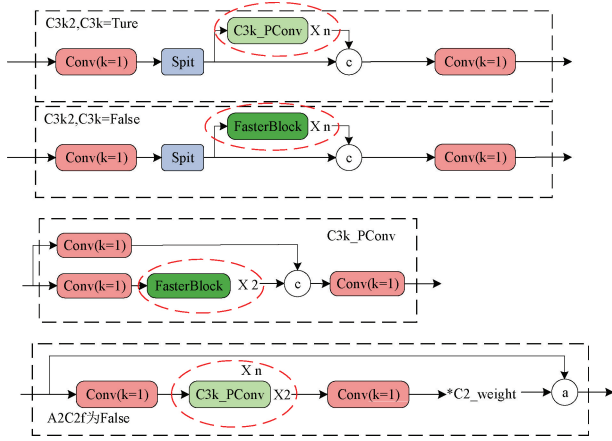 C3k2,C3k=Ture
C3k_PConv X n
Conv(k=1) Spit c Conv(k=1)
C3k2,C3k=False
FasterBlock X n
Conv(k=1) Spit c Conv(k=1)
C3k_PConv
Conv(k=1)
Conv(k=1) FasterBlock X 2 c Conv(k=1)
X n
Conv(k=1) C3k_PConv X2 Conv(k=1) *C2_weight a
A2C2f为False